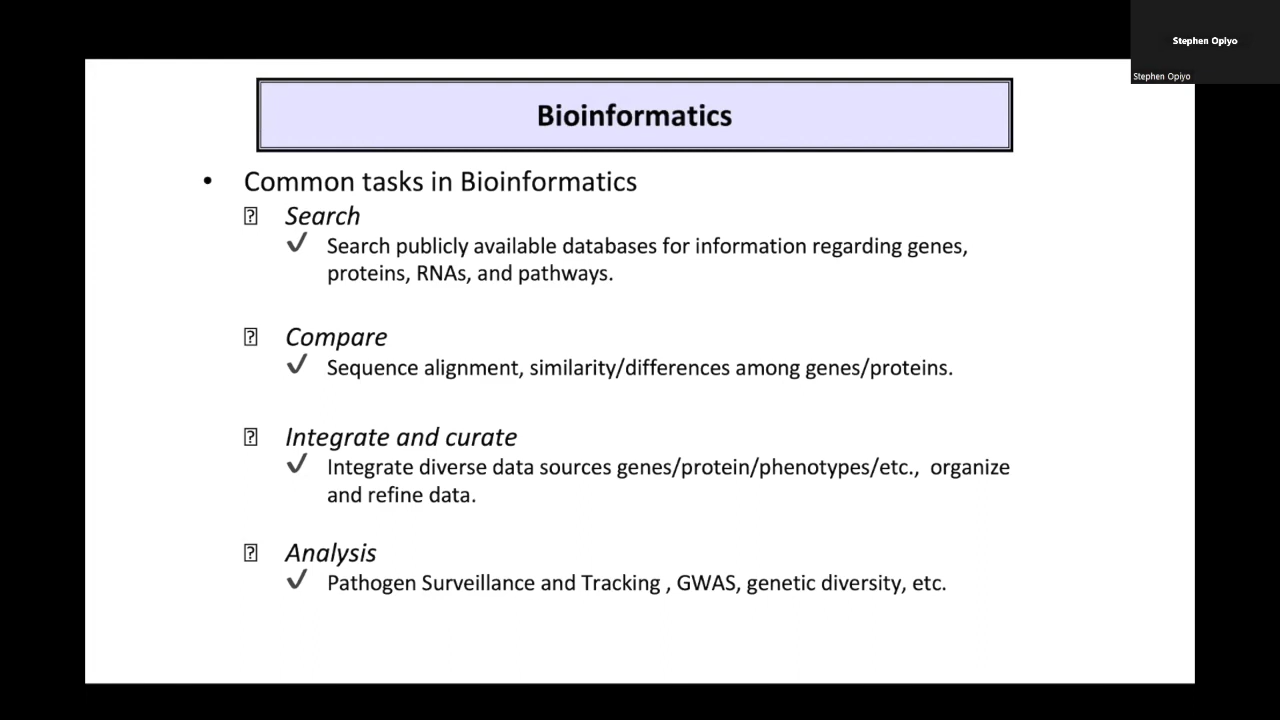 Stephen Opiyo
Stephen Opiyo
Bioinformatics
• Common tasks in Bioinformatics
Search
✓ Search publicly available databases for information regarding genes,
proteins, RNAs, and pathways.
Compare
✓ Sequence alignment, similarity/differences among genes/proteins.
Integrate and curate
✓ Integrate diverse data sources genes/protein/phenotypes/etc.,  organize
and refine data.
Analysis
✓ Pathogen Surveillance and Tracking , GWAS, genetic diversity, etc.